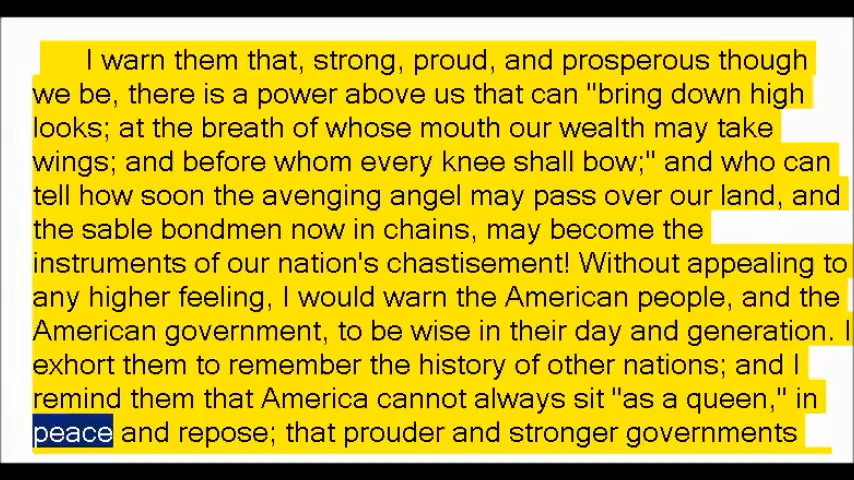 I warn them that, strong, proud, and prosperous though
we be, there is a power above us that can "bring down high
looks; at the breath of whose mouth our wealth may take
wings; and before whom every knee shall bow;" and who can
tell how soon the avenging angel may pass over our land, and
the sable bondmen now in chains, may become the
instruments of our nation's chastisement! Without appealing to
any higher feeling, I would warn the American people, and the
American government, to be wise in their day and generation. I
exhort them to remember the history of other nations; and I
remind them that America cannot always sit "as a queen," in
peace and repose; that prouder and stronger governments